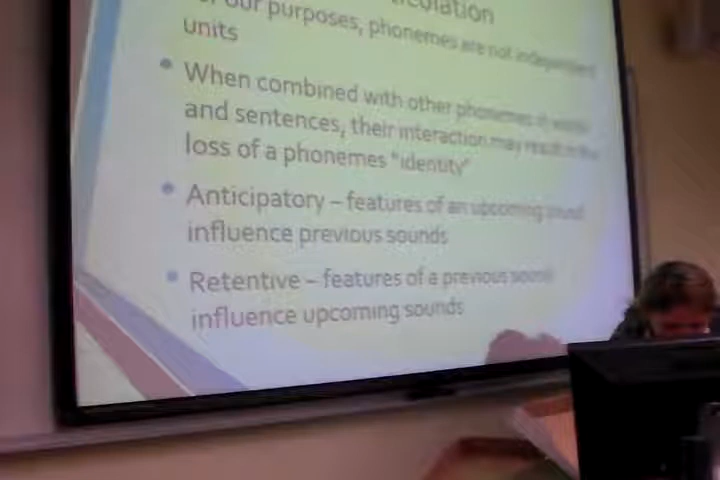 our purposes, phonemes are not independent
units
When combined with other phonemes
and sentences, their interaction may result in the
loss of a phonemes "identity"
Anticipatory – features of an upcoming sound
influence previous sounds
Retentive – features of a previous sound
influence upcoming sounds